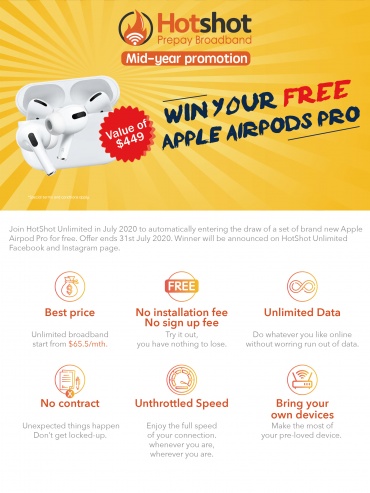 Hotshot
Prepay Broadband
Mid-year promotion
WIN YOUR FREE
APPLE AIRPODS PRO
Value of
$449
Join HotShot Unlimited in July 2020 to automatically entering the draw of a set of brand new Apple
Airpod Pro for free. Offer ends 31st July 2020. Winner will be announced on HotShot Unlimited
Facebook and Instagram page.
FREE
Best price
Unlimited broadband
start from $65.5/mth.
No installation fee
No sign up fee
Try it out,
you have nothing to lose.
Unlimited Data
Do whatever you like online
without worring run out of data.
No contract
Unexpected things happen
Don't get locked-up.
Unthrottled Speed
Enjoy the full speed
of your connection.
whenever you are,
wherever you are.
Bring your
own devices
Make the most of
your pre-loved device.